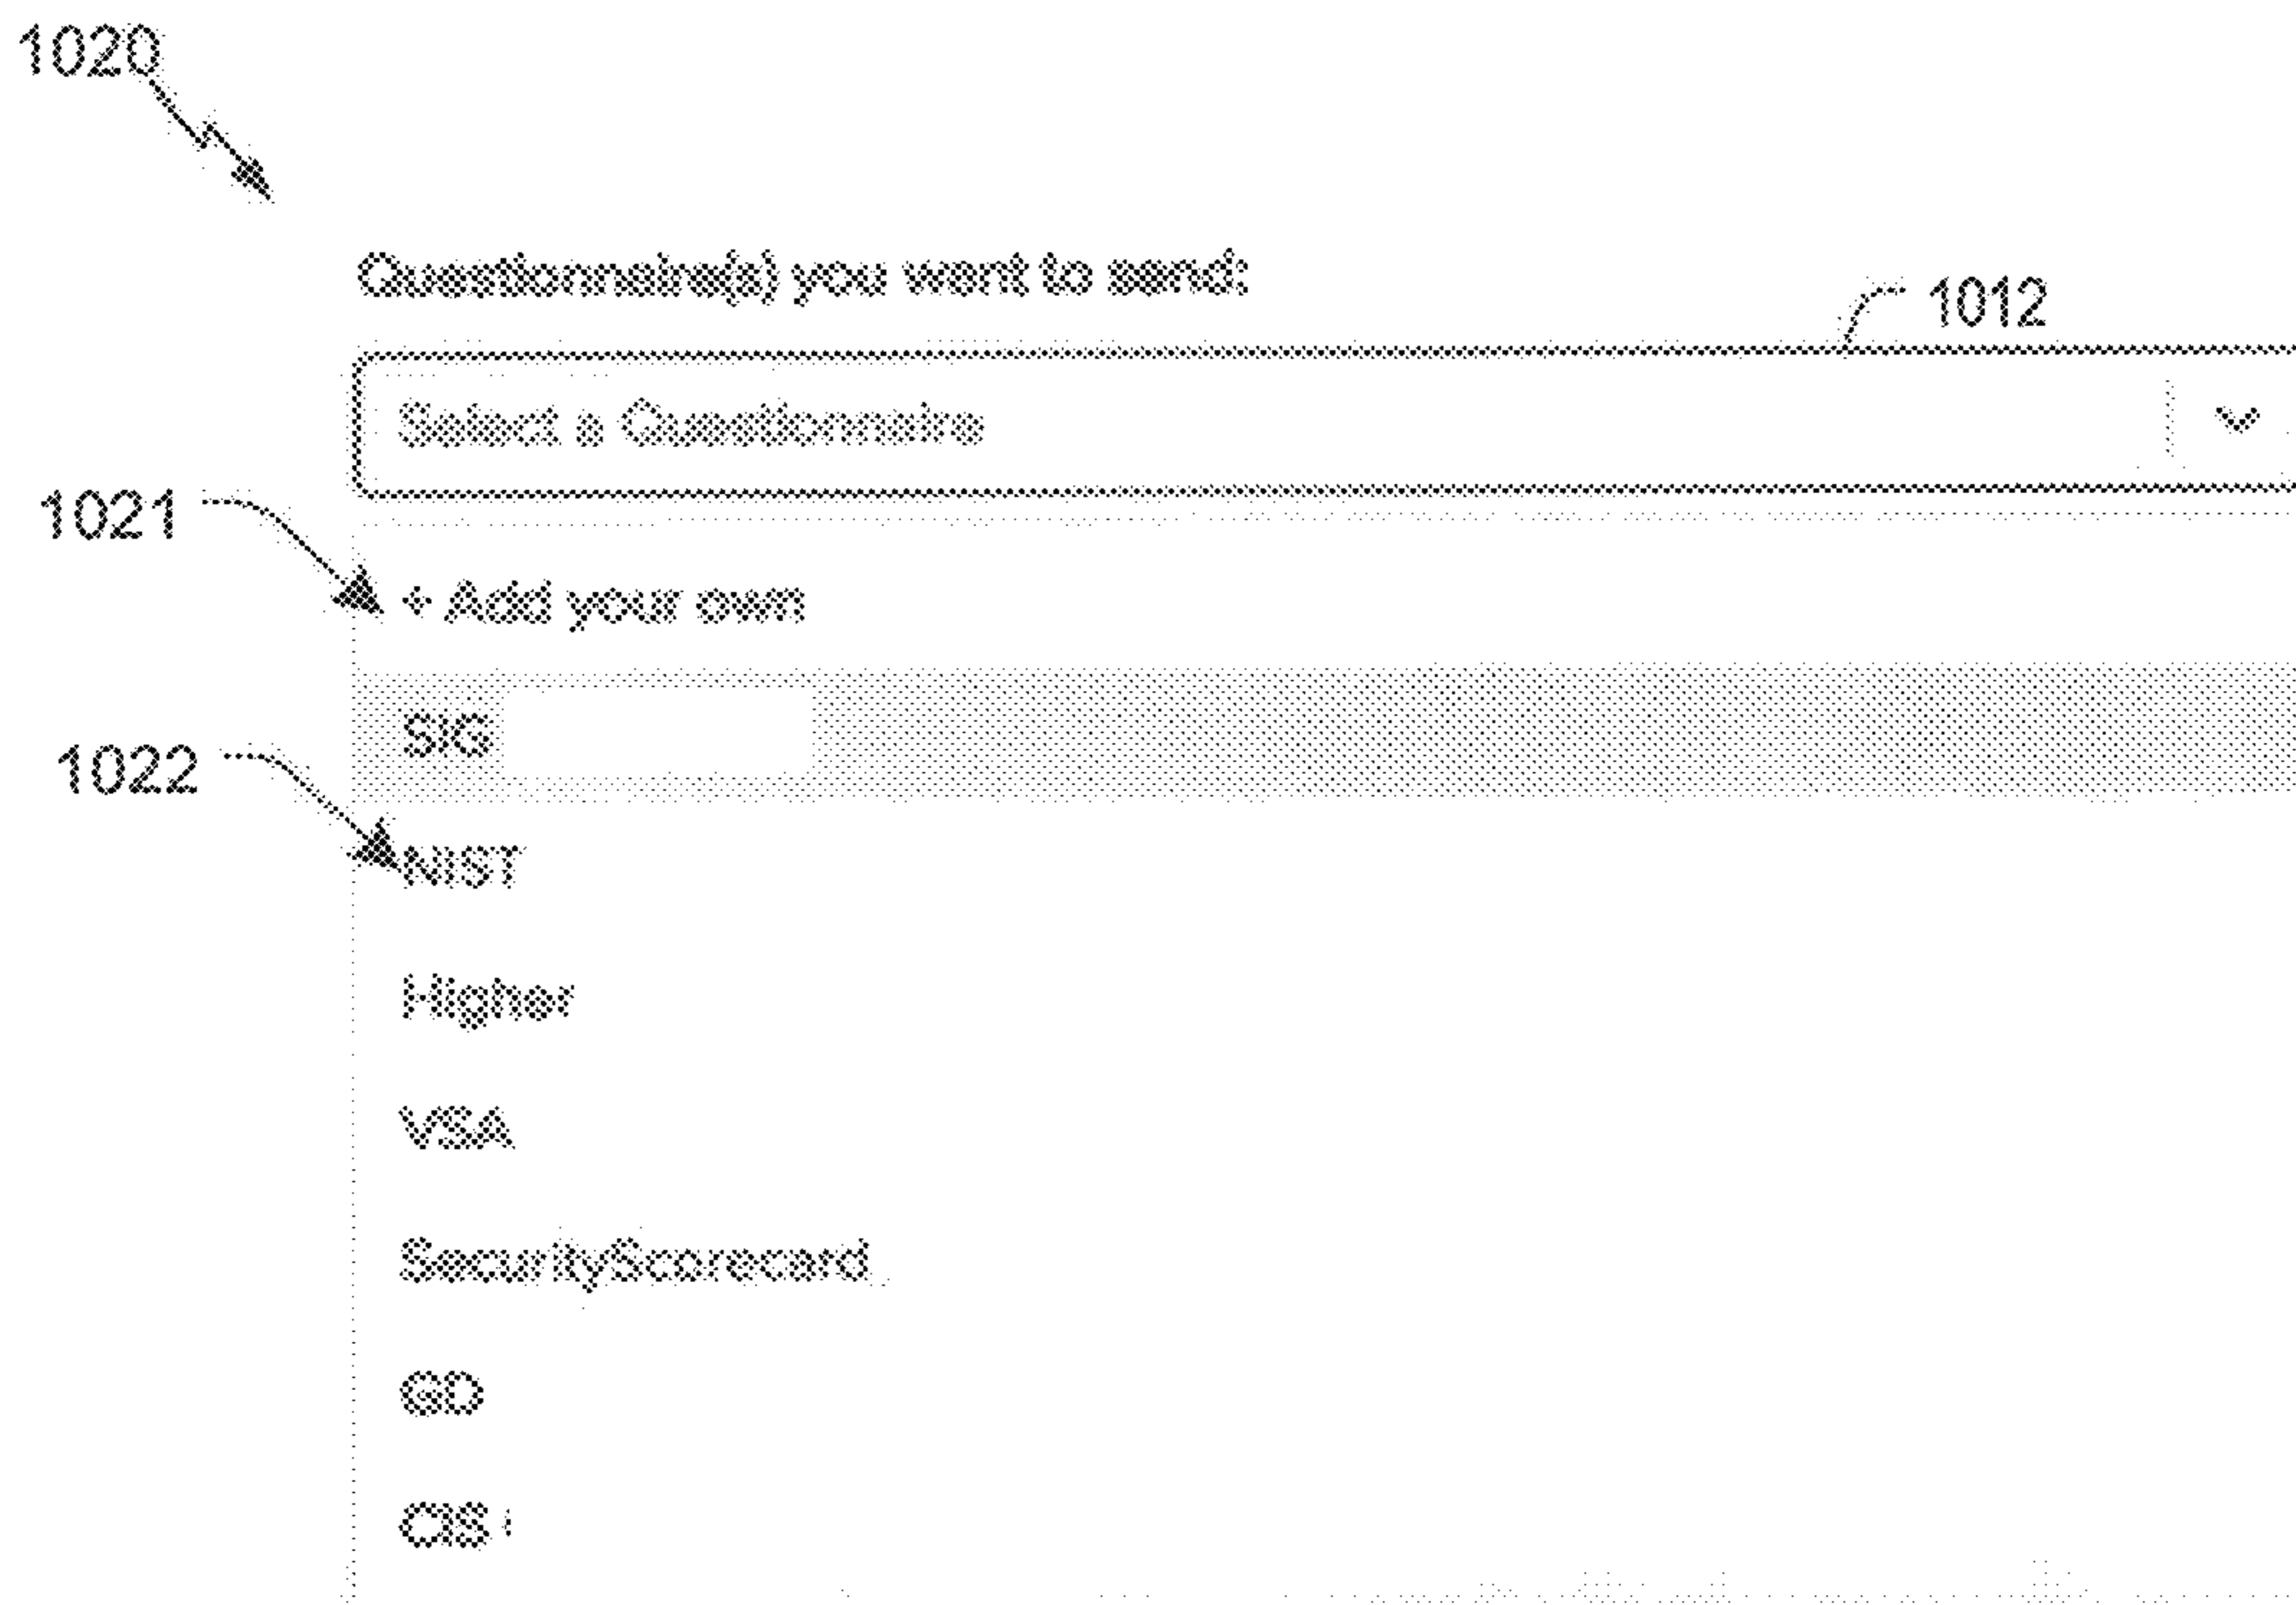 1020
Questionnaire(s) you want to send:
1012
Select a Questionnaire
1021
+ Add your own
SIG
1022
NIST
Higher
VSA
SecurityScorecard
GD
CIS